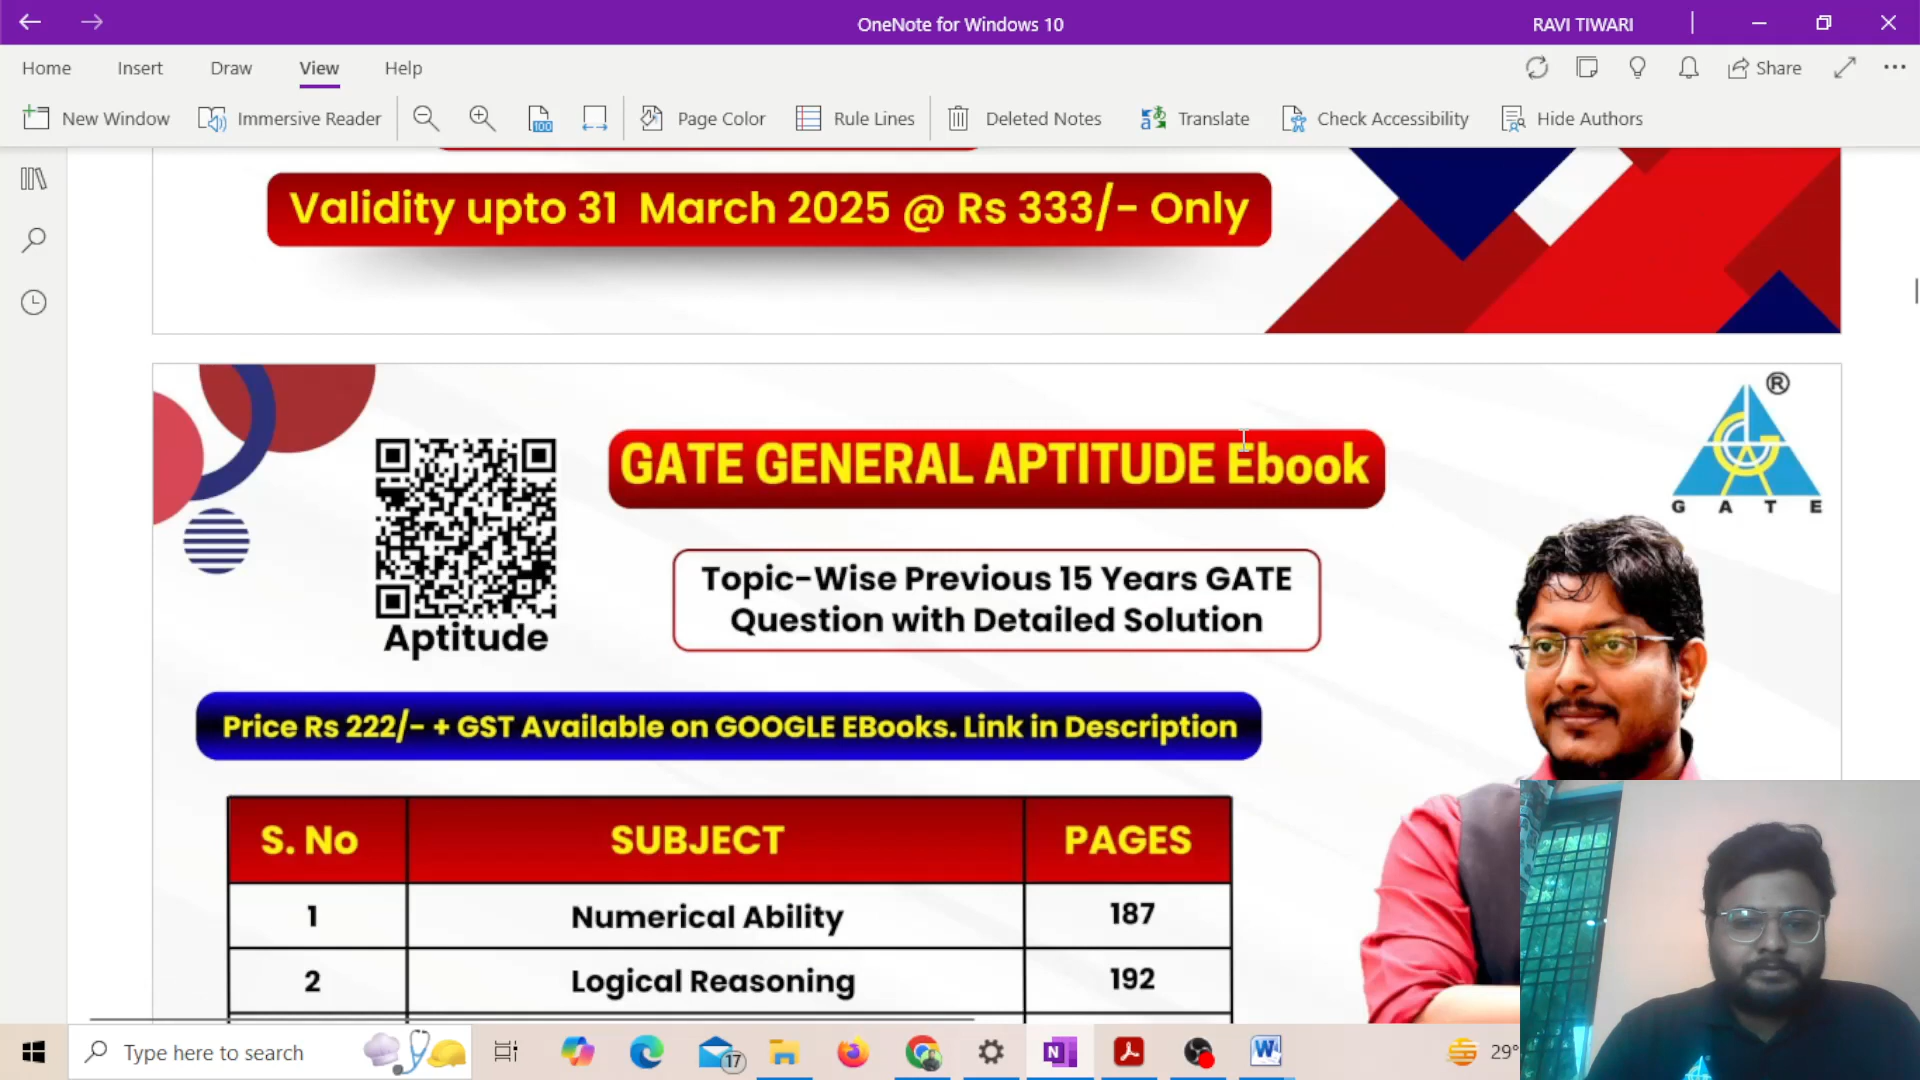 OneNote for Windows 10
RAVI TIWARI
Home
Insert
Draw
View
Help
Share
New Window
Immersive Reader
100
Page Color
Rule Lines
Deleted Notes
Translate
Check Accessibility
Hide Authors
Validity upto 31 March 2025 @ Rs 333/- Only
®
GATE
GATE GENERAL APTITUDE Ebook
Topic-Wise Previous 15 Years GATE
Question with Detailed Solution
Aptitude
Price Rs 222/- + GST Available on GOOGLE EBooks. Link in Description
S. No SUBJECT PAGES
1 Numerical Ability 187
2 Logical Reasoning 192
Type here to search
17
N
W
29°